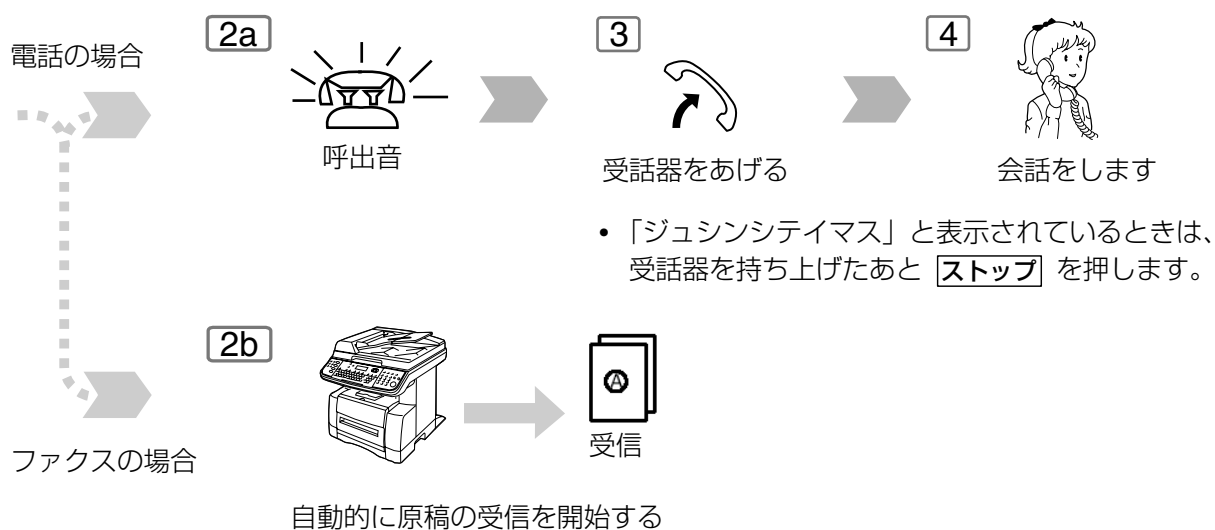 電話の場合
2a
呼出音
3
受話器をあげる
4
会話をします
• 「ジュシンシテイマス」と表示されているときは、
受話器を持ち上げたあと ストップ を押します。
2b
A
受信
ファクスの場合
自動的に原稿の受信を開始する